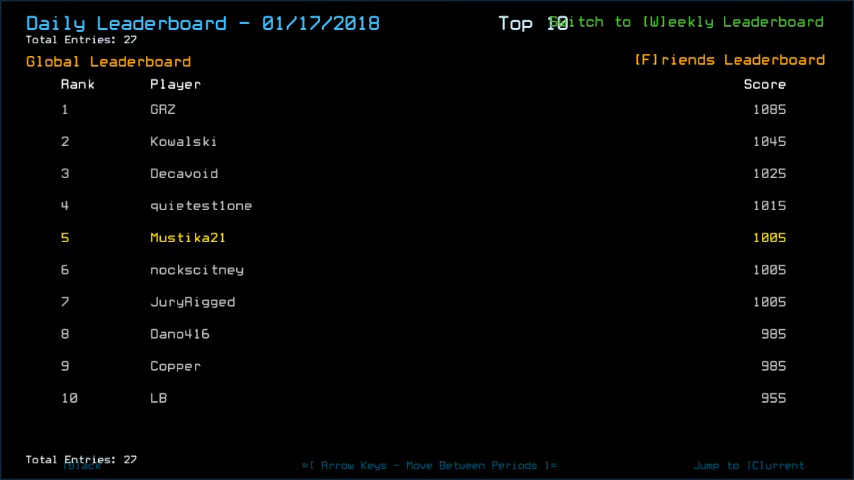 Daily Leaderboard - 01/17/2018 Top 10 Switch to [W]eekly Leaderboard
Total Entries: 27
Global Leaderboard [F]riends Leaderboard
Rank Player Score
1 GRZ 1085
2 Kowalski 1045
3 Decavoid 1025
4 quietest1one 1015
5 Mustika21 1005
6 nockscitney 1005
7 JuryRigged 1005
8 Dano416 985
9 Copper 985
10 LB 955
Total Entries: 27
[B]ack =[ Arrow Keys - Move Between Periods ]= Jump to [C]urrent